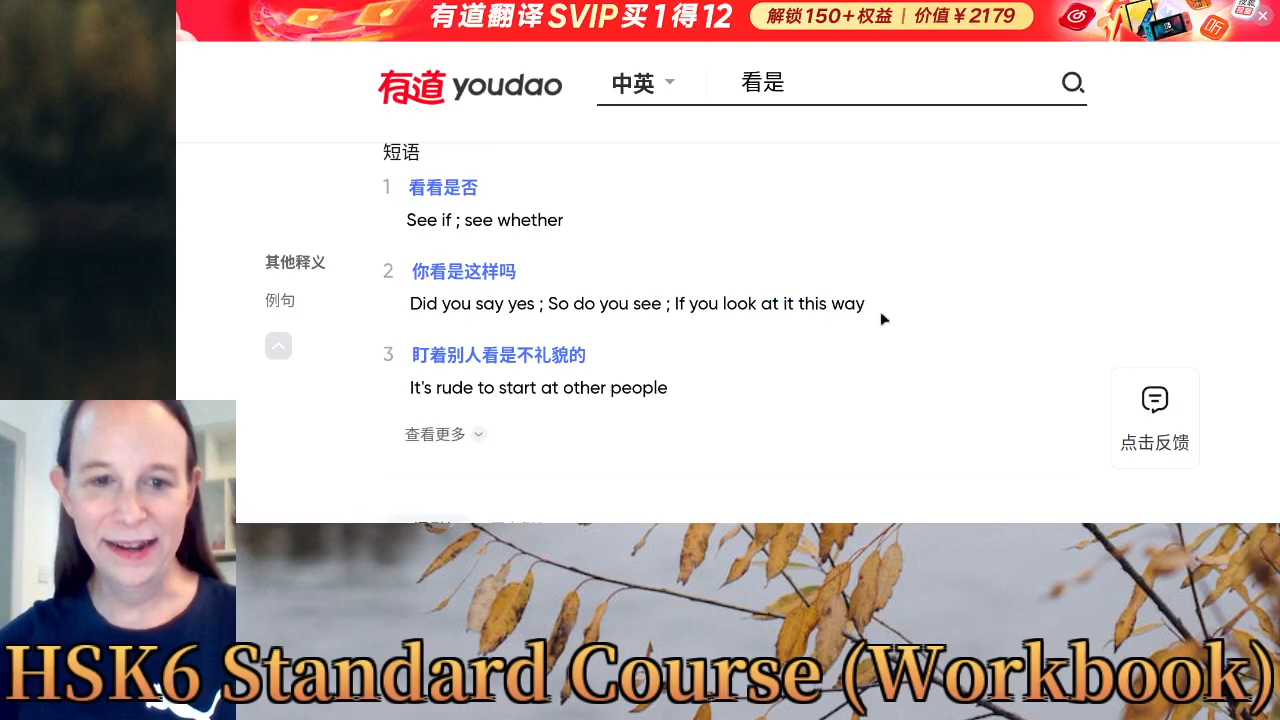 有道翻译SVIP买1得12
解锁150+权益 | 价值￥2179
听
有道 youdao
中英
看是
短语
1 看看是否
See if ; see whether
其他释义
2 你看是这样吗
例句
Did you say yes ; So do you see ; If you look at it this way
3 盯着别人看是不礼貌的
It's rude to start at other people
查看更多
点击反馈
HSK6 Standard Course (Workbook)